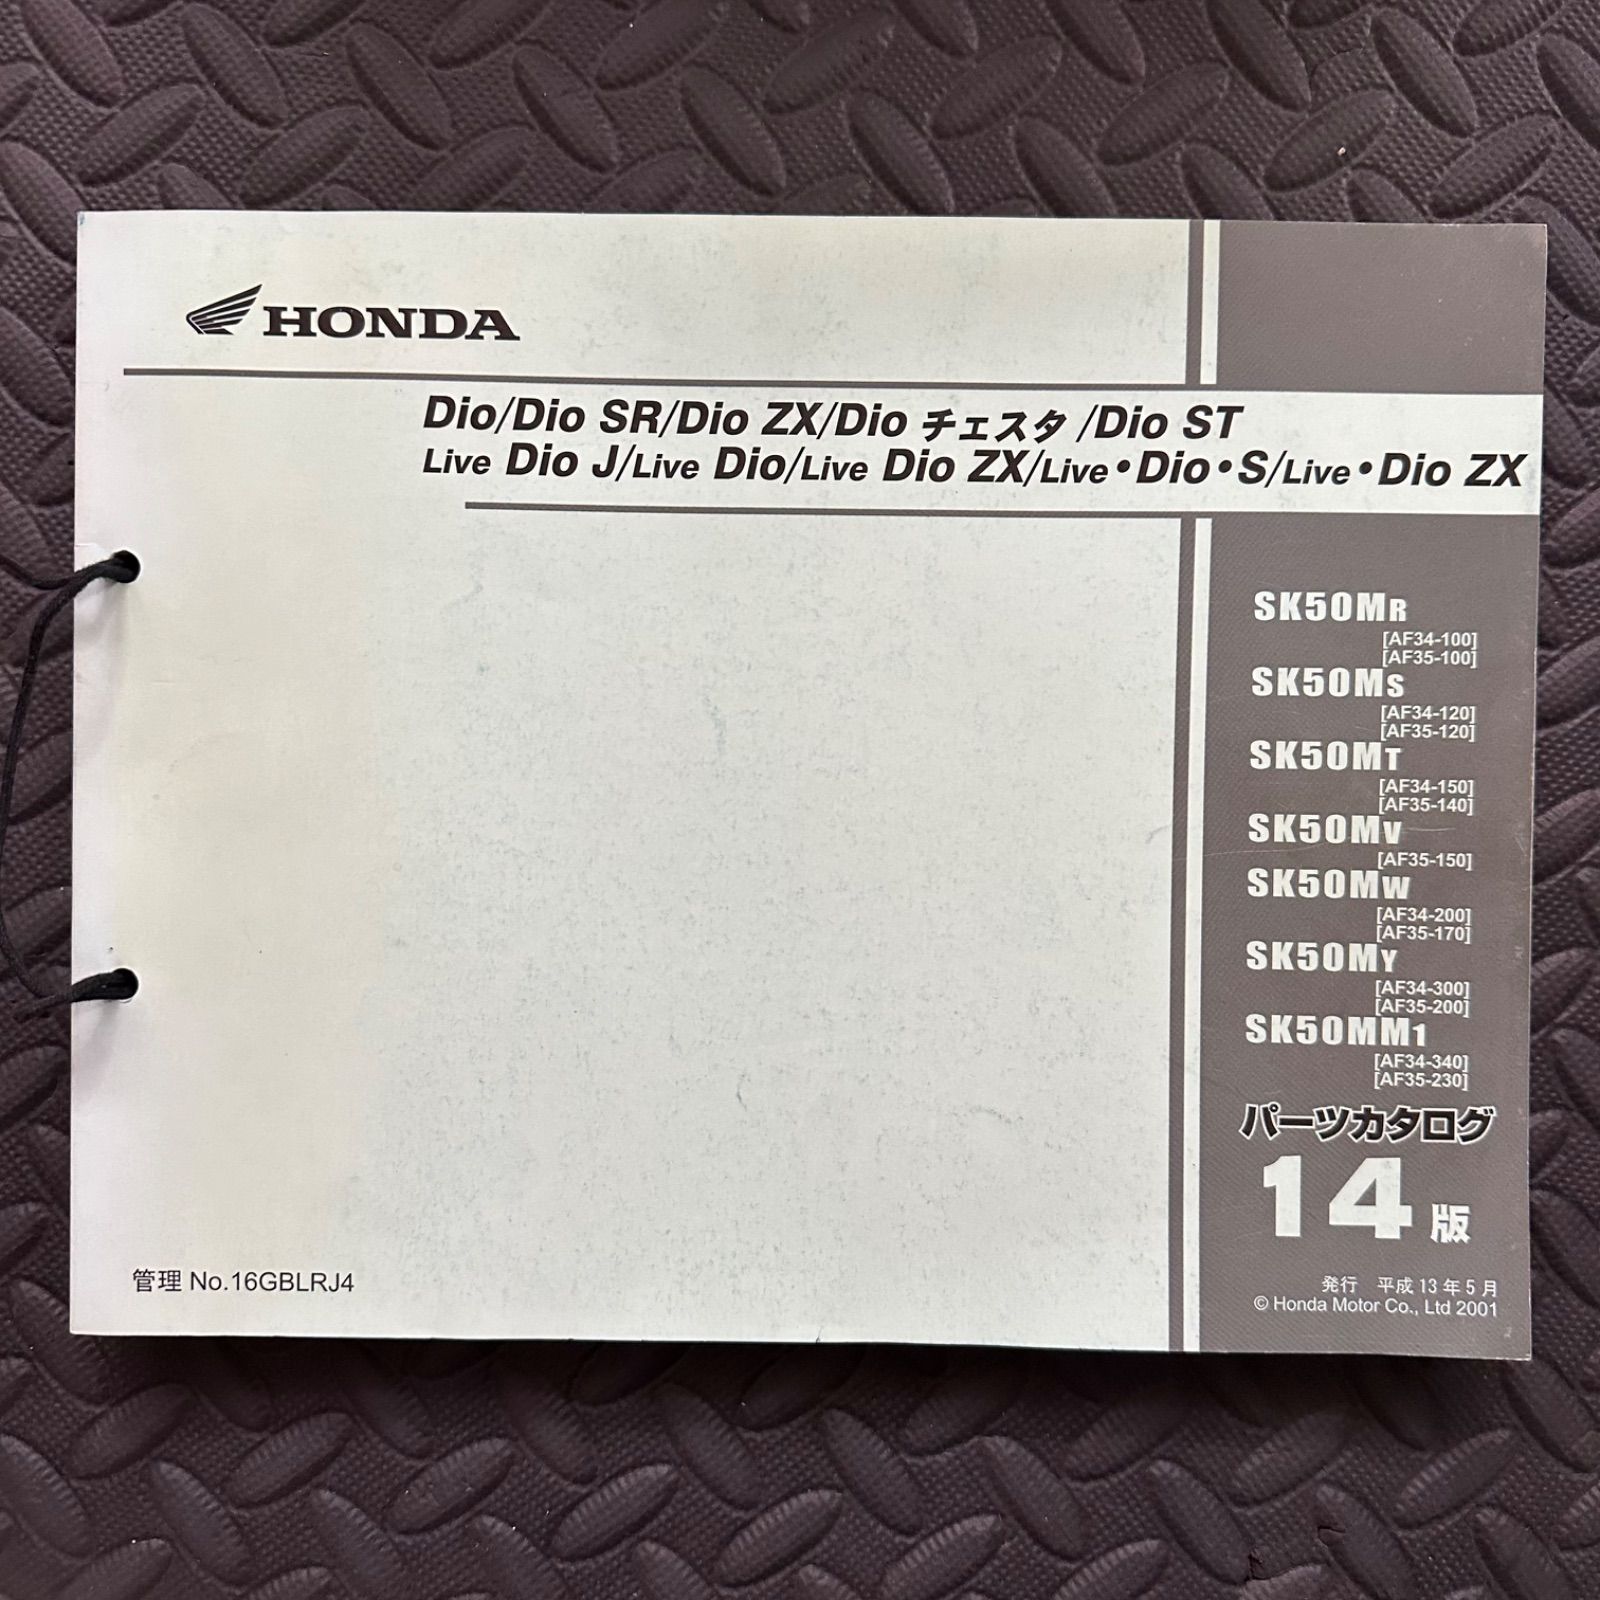 HONDA
Dio/Dio SR/Dio ZX/Dio チェスタ /Dio ST
Live Dio J/Live Dio/Live Dio ZX/Live・Dio・S/Live・Dio ZX
SK50MR
[AF34-100]
[AF35-100]
SK50MS
[AF34-120]
[AF35-120]
SK50MT
[AF34-150]
[AF35-140]
SK50MV
[AF35-150]
SK50MW
[AF34-200]
[AF35-170]
SK50MY
[AF34-300]
[AF35-200]
SK50MM1
[AF34-340]
[AF35-230]
パーツカタログ
14版
管理 No.16GBLRJ4
発行 平成 13 年 5 月
© Honda Motor Co., Ltd 2001